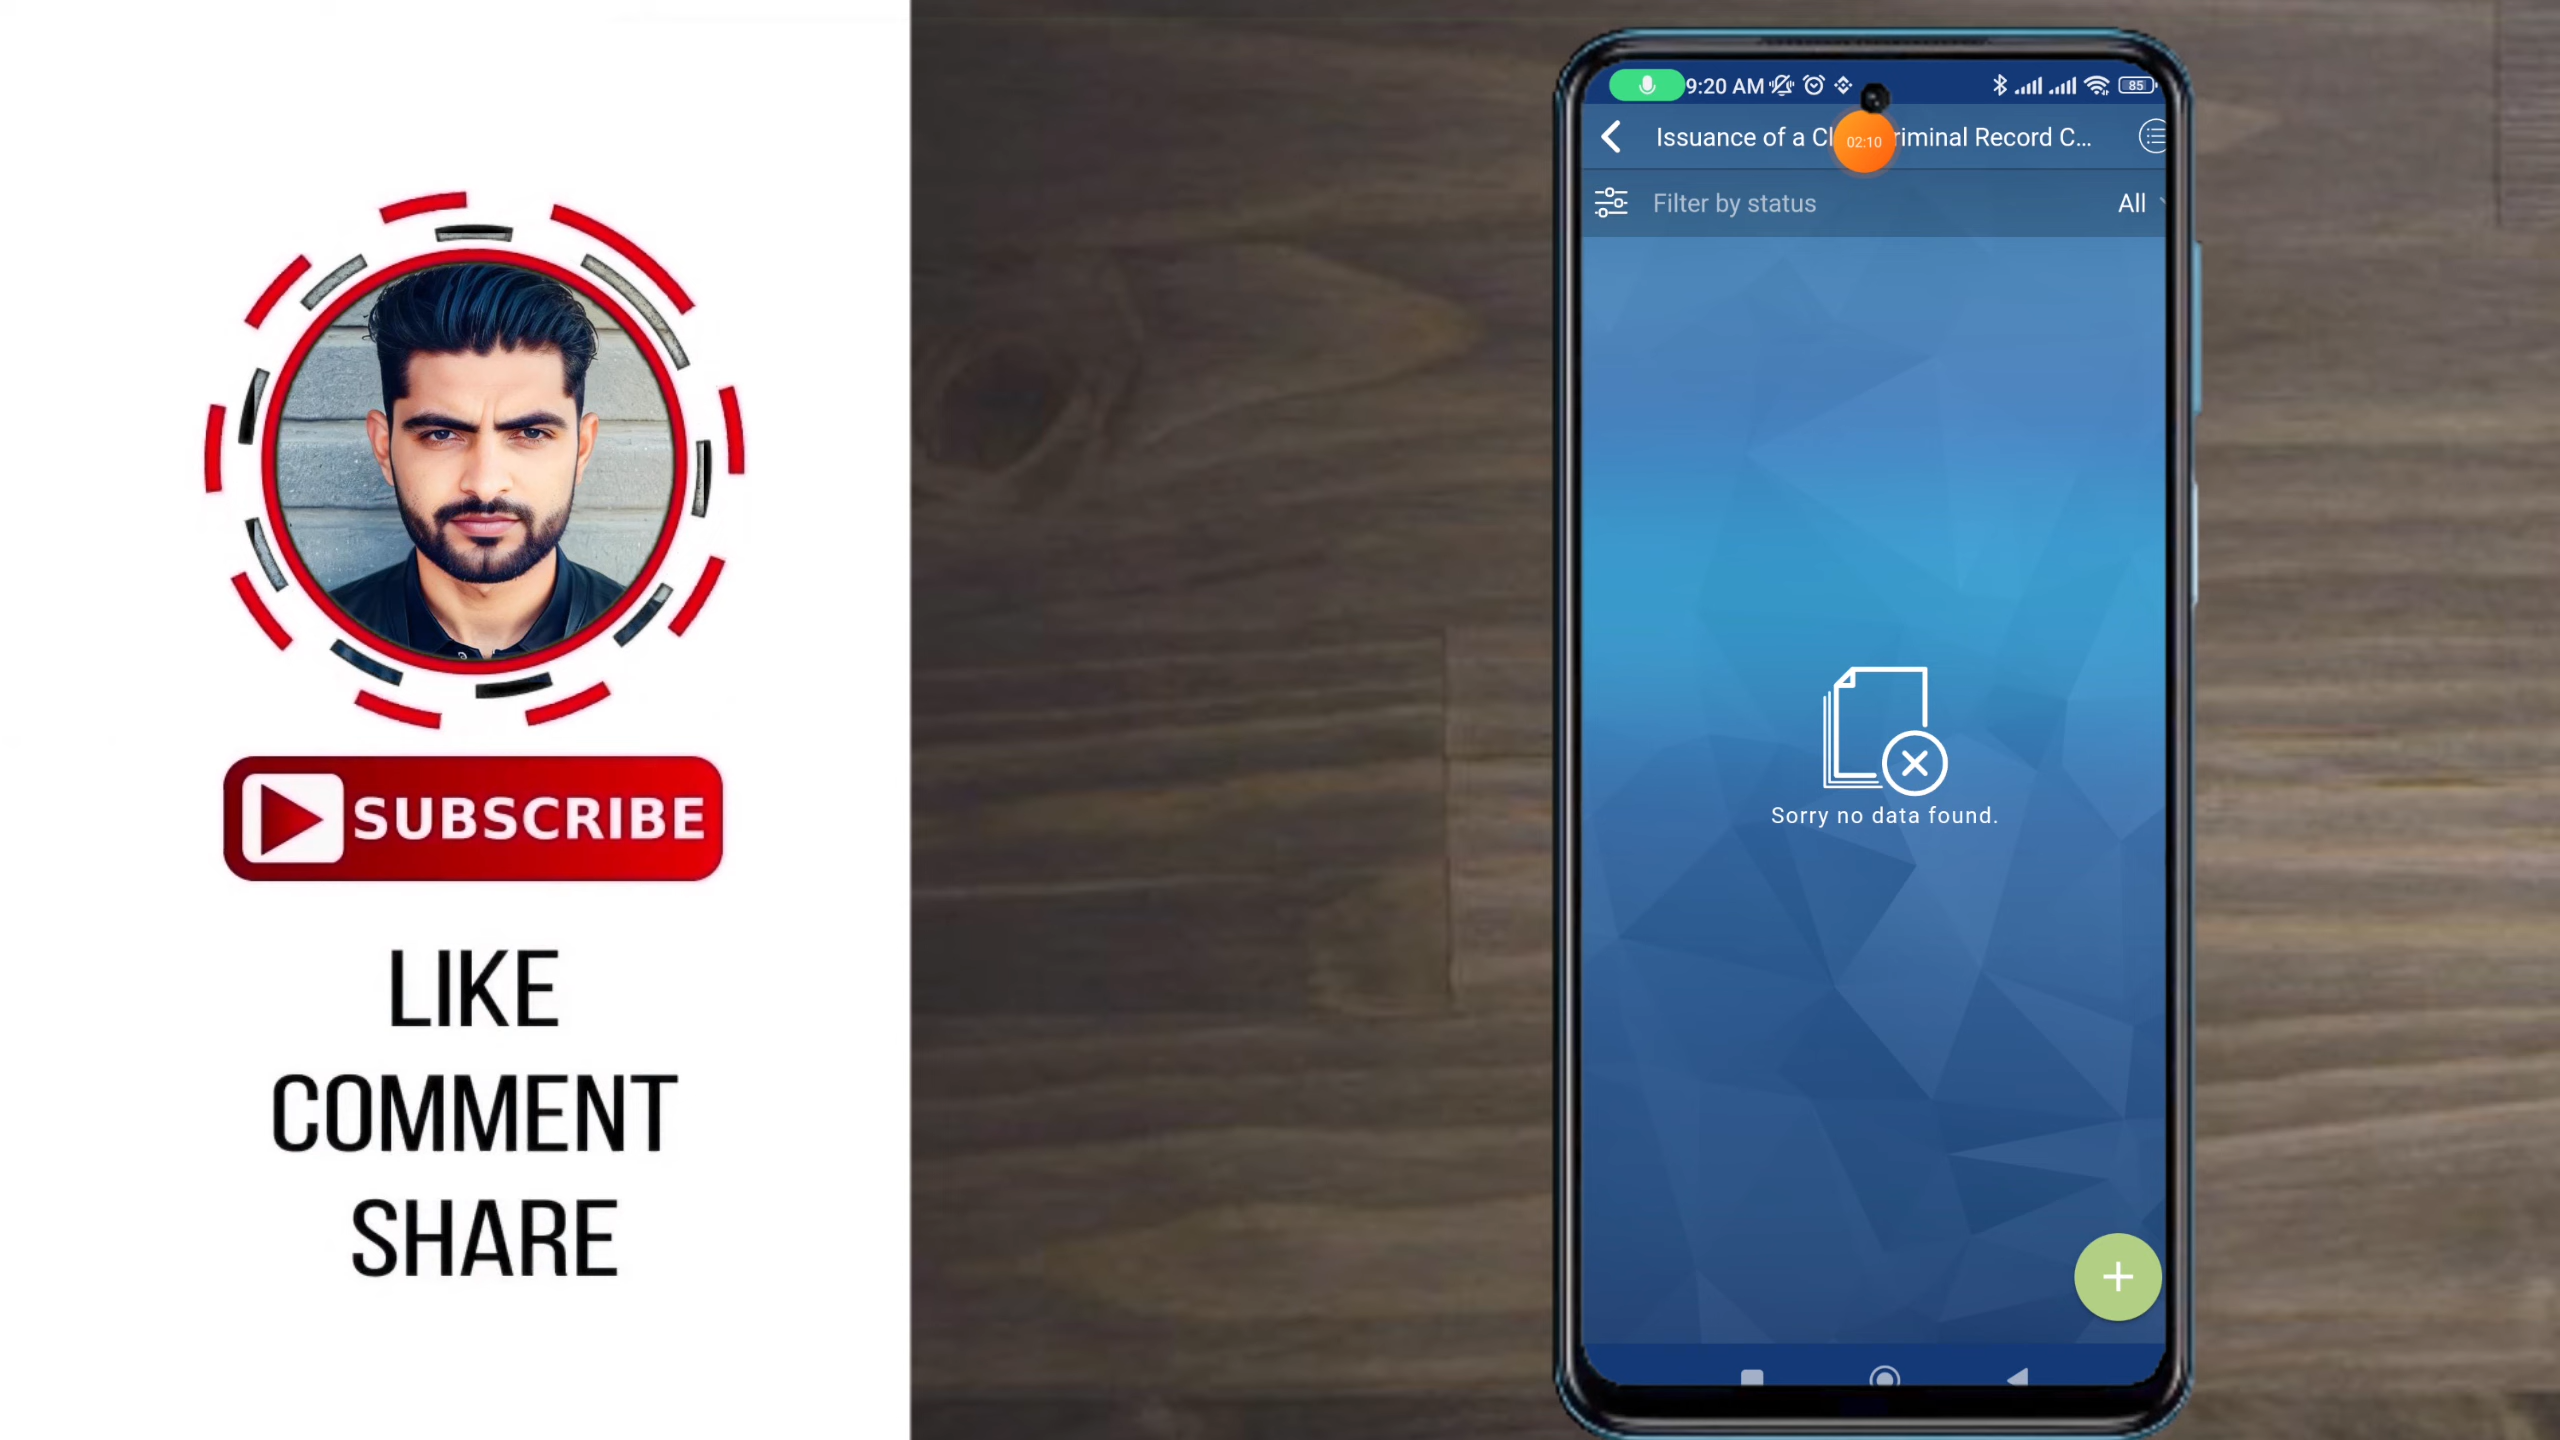 SUBSCRIBE
LIKE
COMMENT
SHARE
9:20 AM
85
Issuance of a Cl
riminal Record C...
02:10
Filter by status
All
Sorry no data found.